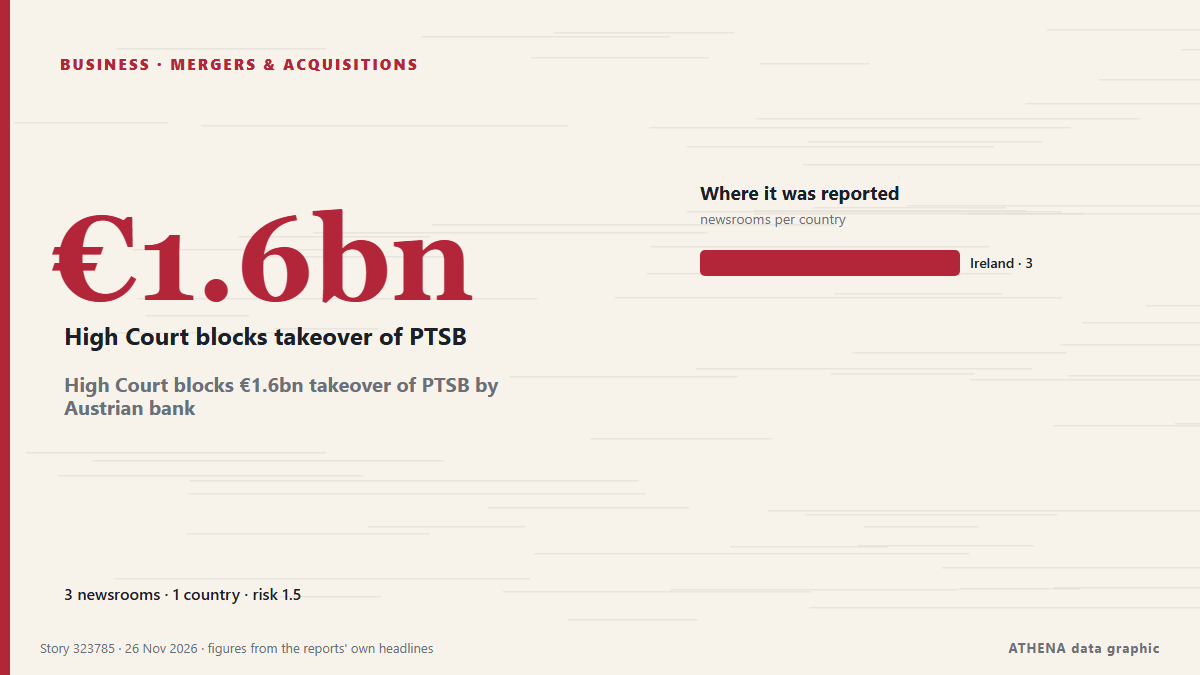 BUSINESS · MERGERS & ACQUISITIONS
€1.6bn
High Court blocks takeover of PTSB
High Court blocks €1.6bn takeover of PTSB by
Austrian bank
Where it was reported
newsrooms per country
Ireland · 3
3 newsrooms · 1 country · risk 1.5
Story 323785 · 26 Nov 2026 · figures from the reports' own headlines
ATHENA data graphic